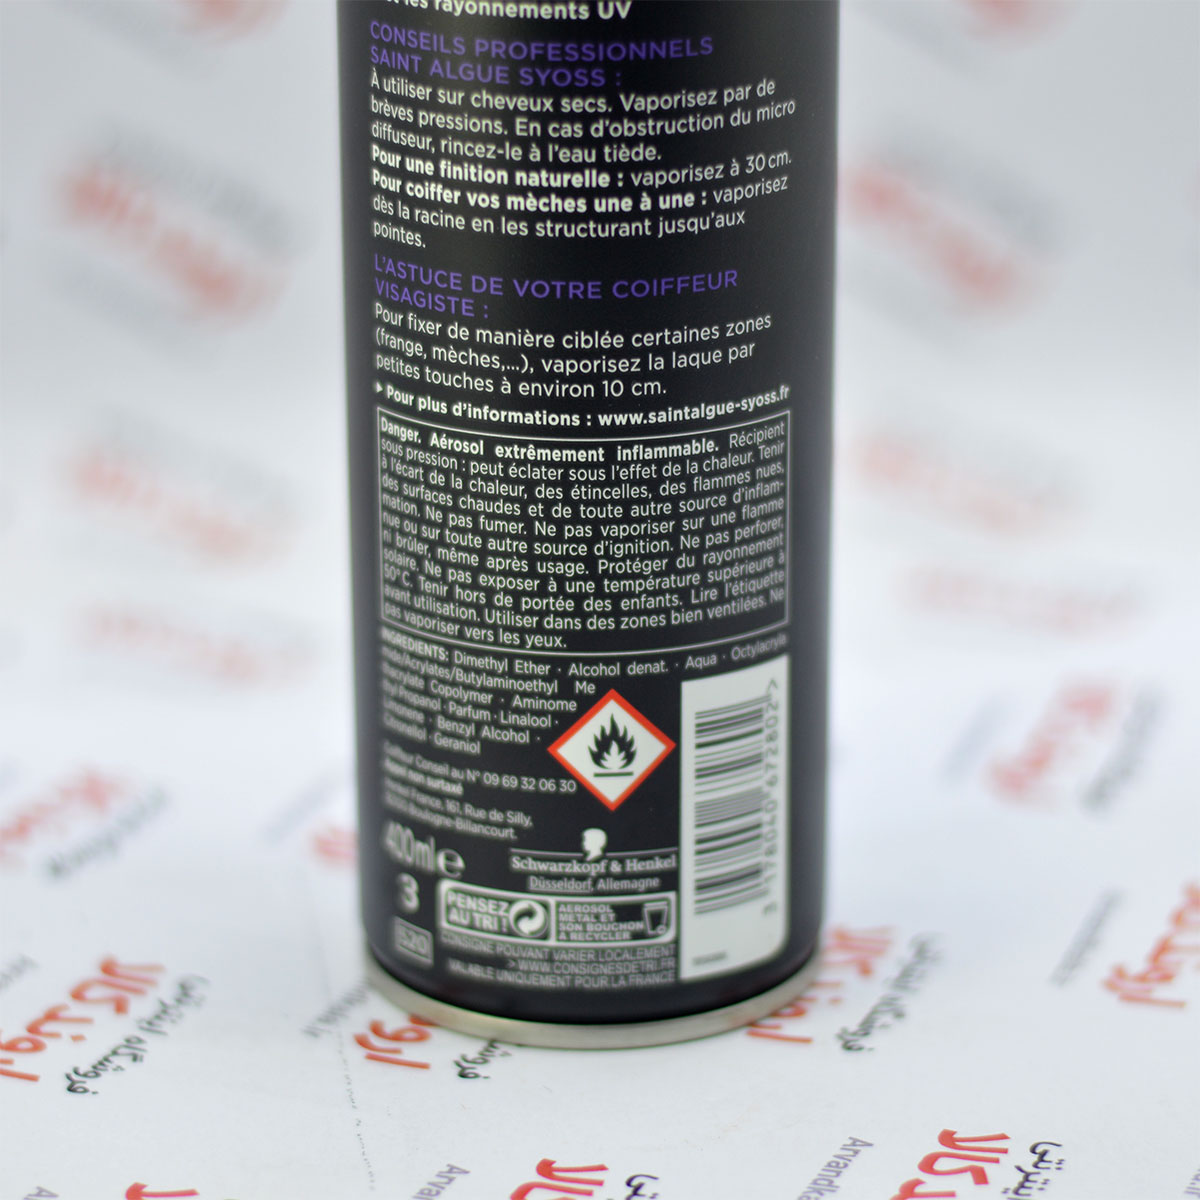 et les rayonnements UV
CONSEILS PROFESSIONNELS
SAINT ALGUE SYOSS :
À utiliser sur cheveux secs. Vaporisez par de
brèves pressions. En cas d'obstruction du micro
diffuseur, rincez-le à l'eau tiède.
Pour une finition naturelle : vaporisez à 30 cm.
Pour coiffer vos mèches une à une : vaporisez
dès la racine en les structurant jusqu'aux
pointes.
L'ASTUCE DE VOTRE COIFFEUR
VISAGISTE :
Pour fixer de manière ciblée certaines zones
(frange, mèches,...), vaporisez la laque par
petites touches à environ 10 cm.
Pour plus d'informations : www.saintalgue-syoss.fr
Danger. Aérosol extrêmement inflammable. Récipient
sous pression : peut éclater sous l'effet de la chaleur. Tenir
à l'écart de la chaleur, des étincelles, des flammes nues,
des surfaces chaudes et de toute autre source d'inflam-
mation. Ne pas fumer. Ne pas vaporiser sur une flamme
nue ou sur toute autre source d'ignition. Ne pas perforer,
ni brûler, même après usage. Protéger du rayonnement
solaire. Ne pas exposer à une température supérieure à
50°C. Tenir hors de portée des enfants. Lire l'étiquette
avant utilisation. Utiliser dans des zones bien ventilées. Ne
pas vaporiser vers les yeux.
INGREDIENTS: Dimethyl Ether · Alcohol denat. · Aqua · Octylacryla
mide/Acrylates/Butylaminoethyl Me
thacrylate Copolymer · Aminome
thyl Propanol · Parfum · Linalool ·
Limonene · Benzyl Alcohol ·
Citronellol · Geraniol
Coiffeur Conseil au N° 09 69 32 06 30
Appel non surtaxé
Henkel France, 161, Rue de Silly,
92100 Boulogne-Billancourt.
400ml e
3
520
Schwarzkopf & Henkel
Düsseldorf, Allemagne
PENSEZ
AU TRI !
AEROSOL
METAL ET
SON BOUCHON
À RECYCLER
CONSIGNE POUVANT VARIER LOCALEMENT
> WWW.CONSIGNESDETRI.FR
VALABLE UNIQUEMENT POUR LA FRANCE
3 178040 672802 >
اروند کالا
فروشگاه اینترنتی